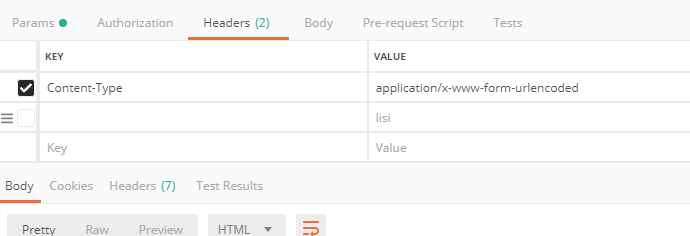 Params Authorization Headers (2) Body Pre-request Script Tests
KEY VALUE
Content-Type application/x-www-form-urlencoded
lisi
Key Value
Body Cookies Headers (7) Test Results
Pretty Raw Preview HTML